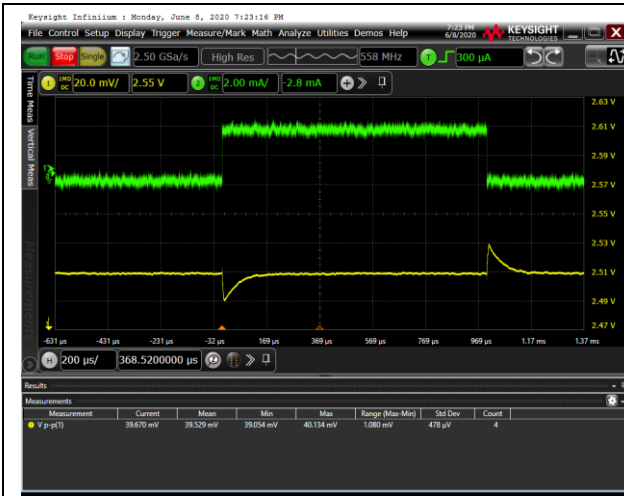 Keysight Infiniium : Monday, June 8, 2020 7:23:16 PM
File Control Setup Display Trigger Measure/Mark Math Analyze Utilities Demos Help 7:23 PM 6/8/2020 KEYSIGHT TECHNOLOGIES
Run Stop Single 2.50 GSa/s High Res 558 MHz T 300 µA
1 1MΩ DC 20.0 mV/ 2.55 V 2 1MΩ DC 2.00 mA/ -2.8 mA
Time Meas
Vertical Meas
Measurements
2.63 V
2.61 V
2.59 V
2.57 V
2.55 V
2.53 V
2.51 V
2.49 V
2.47 V
-631 µs -431 µs -231 µs -32 µs 169 µs 369 µs 569 µs 769 µs 969 µs 1.17 ms 1.37 ms
H 200 µs/ 368.5200000 µs
Results
Measurements
Measurement Current Mean Min Max Range (Max-Min) Std Dev Count
V p-p(1) 39.670 mV 39.529 mV 39.054 mV 40.134 mV 1.080 mV 478 µV 4